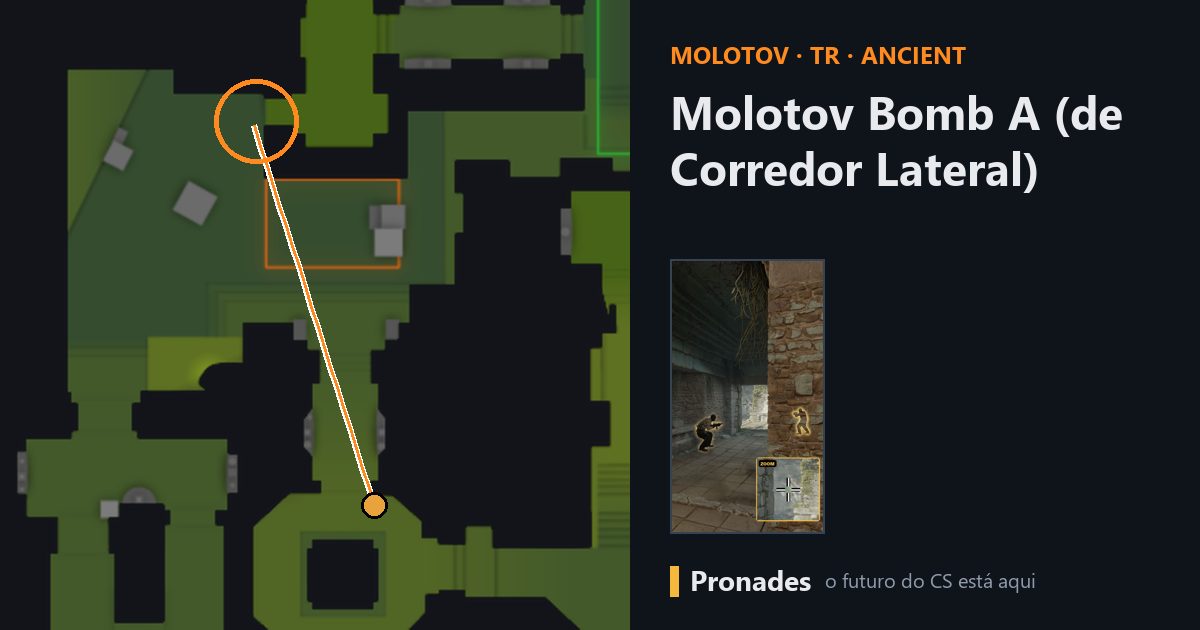 MOLOTOV · TR · ANCIENT
Molotov Bomb A (de
Corredor Lateral)
ZOOM
Pronades o futuro do CS está aqui